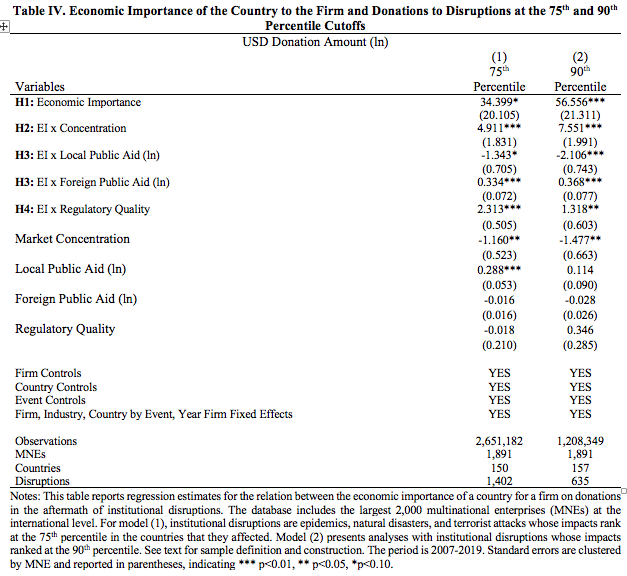 Table IV. Economic Importance of the Country to the Firm and Donations to Disruptions at the 75th and 90th
Percentile Cutoffs
USD Donation Amount (ln)
(1) (2)
75th 90th
Variables Percentile Percentile
H1: Economic Importance 34.399* 56.556***
(20.105) (21.311)
H2: EI x Concentration 4.911*** 7.551***
(1.831) (1.991)
H3: EI x Local Public Aid (ln) -1.343* -2.106***
(0.705) (0.743)
H3: EI x Foreign Public Aid (ln) 0.334*** 0.368***
(0.072) (0.077)
H4: EI x Regulatory Quality 2.313*** 1.318**
(0.505) (0.603)
Market Concentration -1.160** -1.477**
(0.523) (0.663)
Local Public Aid (ln) 0.288*** 0.114
(0.053) (0.090)
Foreign Public Aid (ln) -0.016 -0.028
(0.016) (0.026)
Regulatory Quality -0.018 0.346
(0.210) (0.285)
Firm Controls YES YES
Country Controls YES YES
Event Controls YES YES
Firm, Industry, Country by Event, Year Firm Fixed Effects YES YES
Observations 2,651,182 1,208,349
MNEs 1,891 1,891
Countries 150 157
Disruptions 1,402 635
Notes: This table reports regression estimates for the relation between the economic importance of a country for a firm on donations
in the aftermath of institutional disruptions. The database includes the largest 2,000 multinational enterprises (MNEs) at the
international level. For model (1), institutional disruptions are epidemics, natural disasters, and terrorist attacks whose impacts rank
at the 75th percentile in the countries that they affected. Model (2) presents analyses with institutional disruptions whose impacts
ranked at the 90th percentile. See text for sample definition and construction. The period is 2007-2019. Standard errors are clustered
by MNE and reported in parentheses, indicating *** p<0.01, ** p<0.05, *p<0.10.